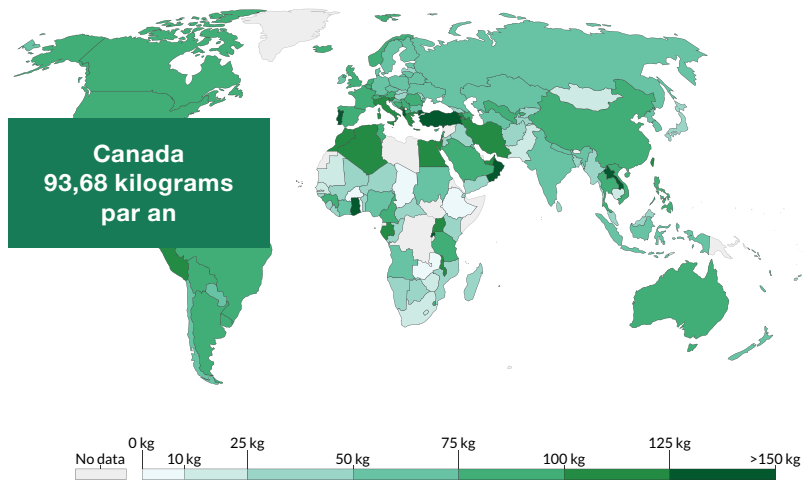 Canada
93,68 kilograms
par an
0 kg 25 kg 75 kg 125 kg
No data 10 kg 50 kg 100 kg >150 kg